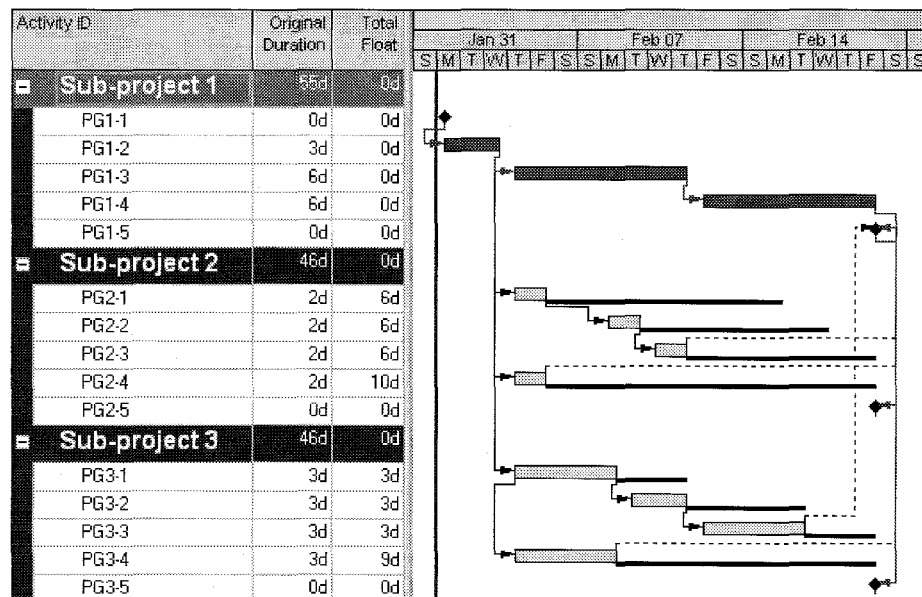 Activity ID Original Duration Total Float
Jan 31 Feb 07 Feb 14
S M T W T F S S M T W T F S S M T W T F S S
Sub-project 1 55d 0d
PG1-1 0d 0d
PG1-2 3d 0d
PG1-3 6d 0d
PG1-4 6d 0d
PG1-5 0d 0d
Sub-project 2 46d 0d
PG2-1 2d 6d
PG2-2 2d 6d
PG2-3 2d 6d
PG2-4 2d 10d
PG2-5 0d 0d
Sub-project 3 46d 0d
PG3-1 3d 3d
PG3-2 3d 3d
PG3-3 3d 3d
PG3-4 3d 9d
PG3-5 0d 0d